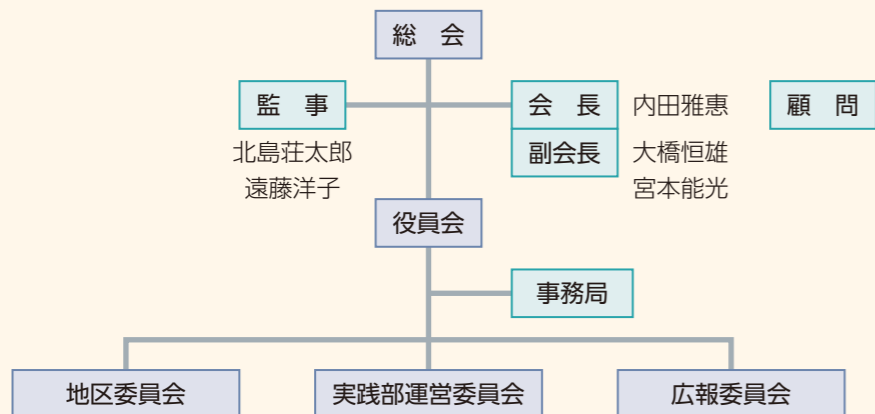 総　会
監　事
会　長　内田雅惠
顧　問
副会長　大橋恒雄
宮本能光
北島荘太郎
遠藤洋子
役員会
事務局
地区委員会
実践部運営委員会
広報委員会